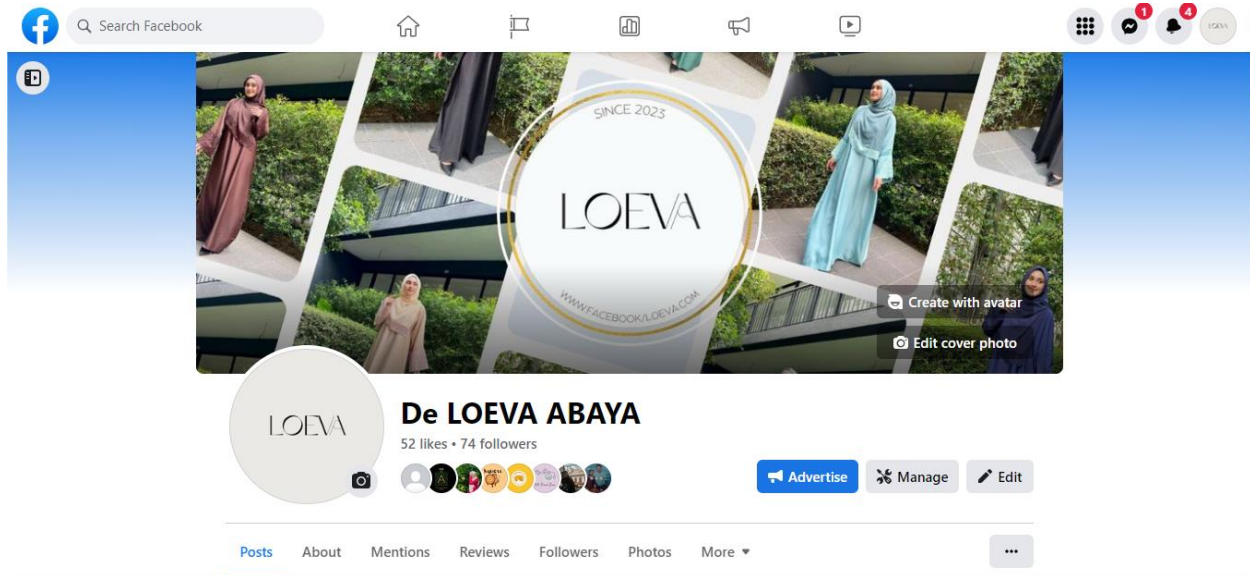 Search Facebook
1
4
LOEVA
SINCE 2023
LOEVA
WWW.FACEBOOK/LOEVA.COM
Create with avatar
Edit cover photo
LOEVA
De LOEVA ABAYA
52 likes • 74 followers
Advertise
Manage
Edit
Posts
About
Mentions
Reviews
Followers
Photos
More